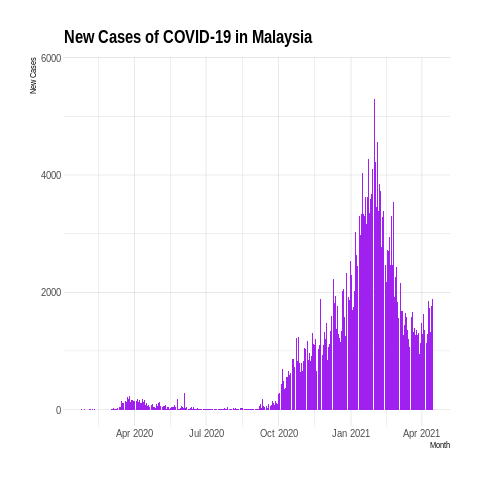 New Cases of COVID-19 in Malaysia
New Cases
6000
4000
2000
0
Apr 2020 Jul 2020 Oct 2020 Jan 2021 Apr 2021
Month